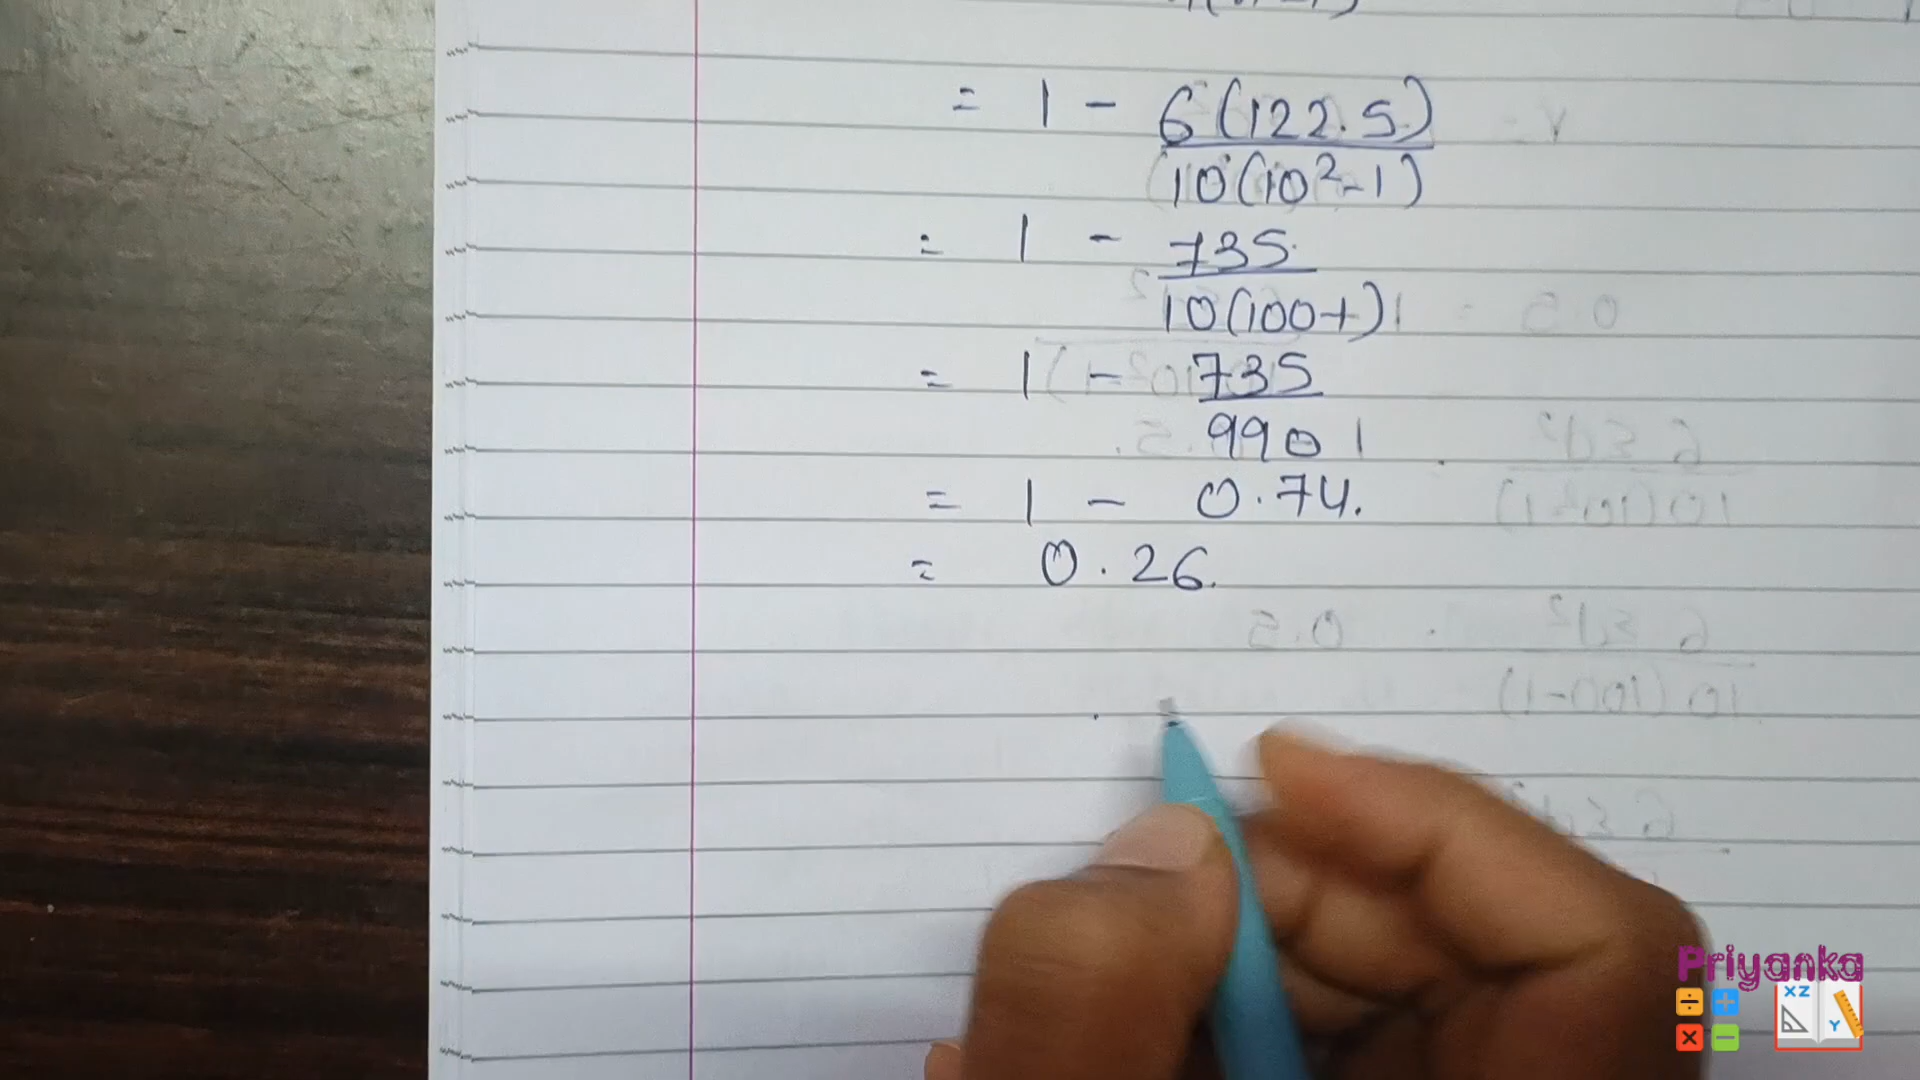 = 1 - 6(122.5)
10(10²-1)
= 1 - 735
10(100-1)
= 1 - 735
990
= 1 - 0.74.
= 0.26.
Priyanka
XZ
Y